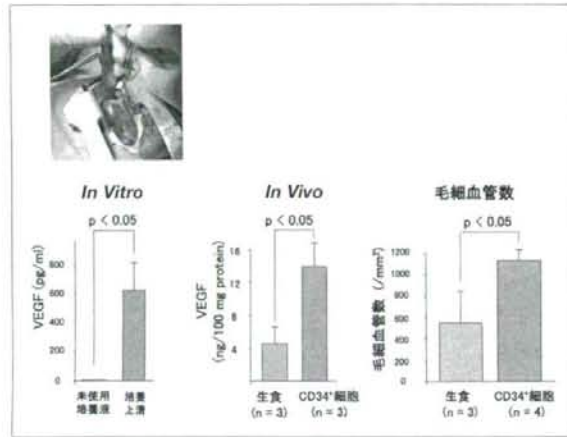 In Vitro
p < 0.05
VEGF (pg/ml)
800
600
400
200
0
未使用
培養液
培養
上清
In Vivo
p < 0.05
VEGF
(ng/100 mg protein)
16
12
8
4
生食
(n = 3)
CD34+細胞
(n = 3)
毛細血管数
p < 0.05
毛細血管数 (/mm²)
1200
1000
800
600
400
200
0
生食
(n = 3)
CD34+細胞
(n = 4)